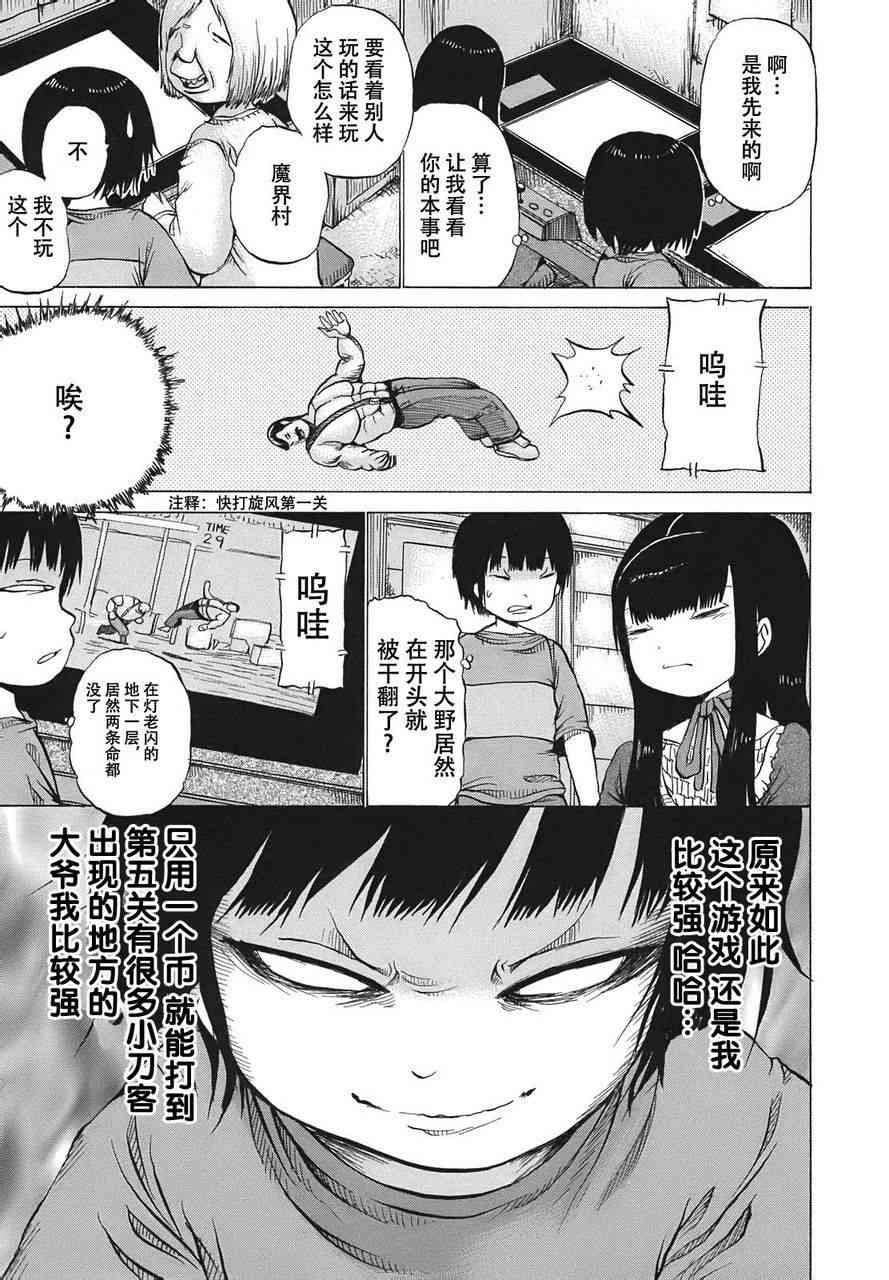 啊…
是我先来的啊
算了…
让我看看
你的本事吧
要看着别人
玩的话来玩
这个怎么样
魔界村
不
我不玩
这个
呜哇
唉?
注释：快打旋风第一关
那个大野居然
在开头就
被干翻了?
呜哇
TIME
29
在灯老闪的
地下一层,
居然两条命都
没了
原来如此
这个游戏还是我
比较强 哈哈…
只用一个币 就能打到
第五关有很多小刀客
出现的地方的
大爷我比较强